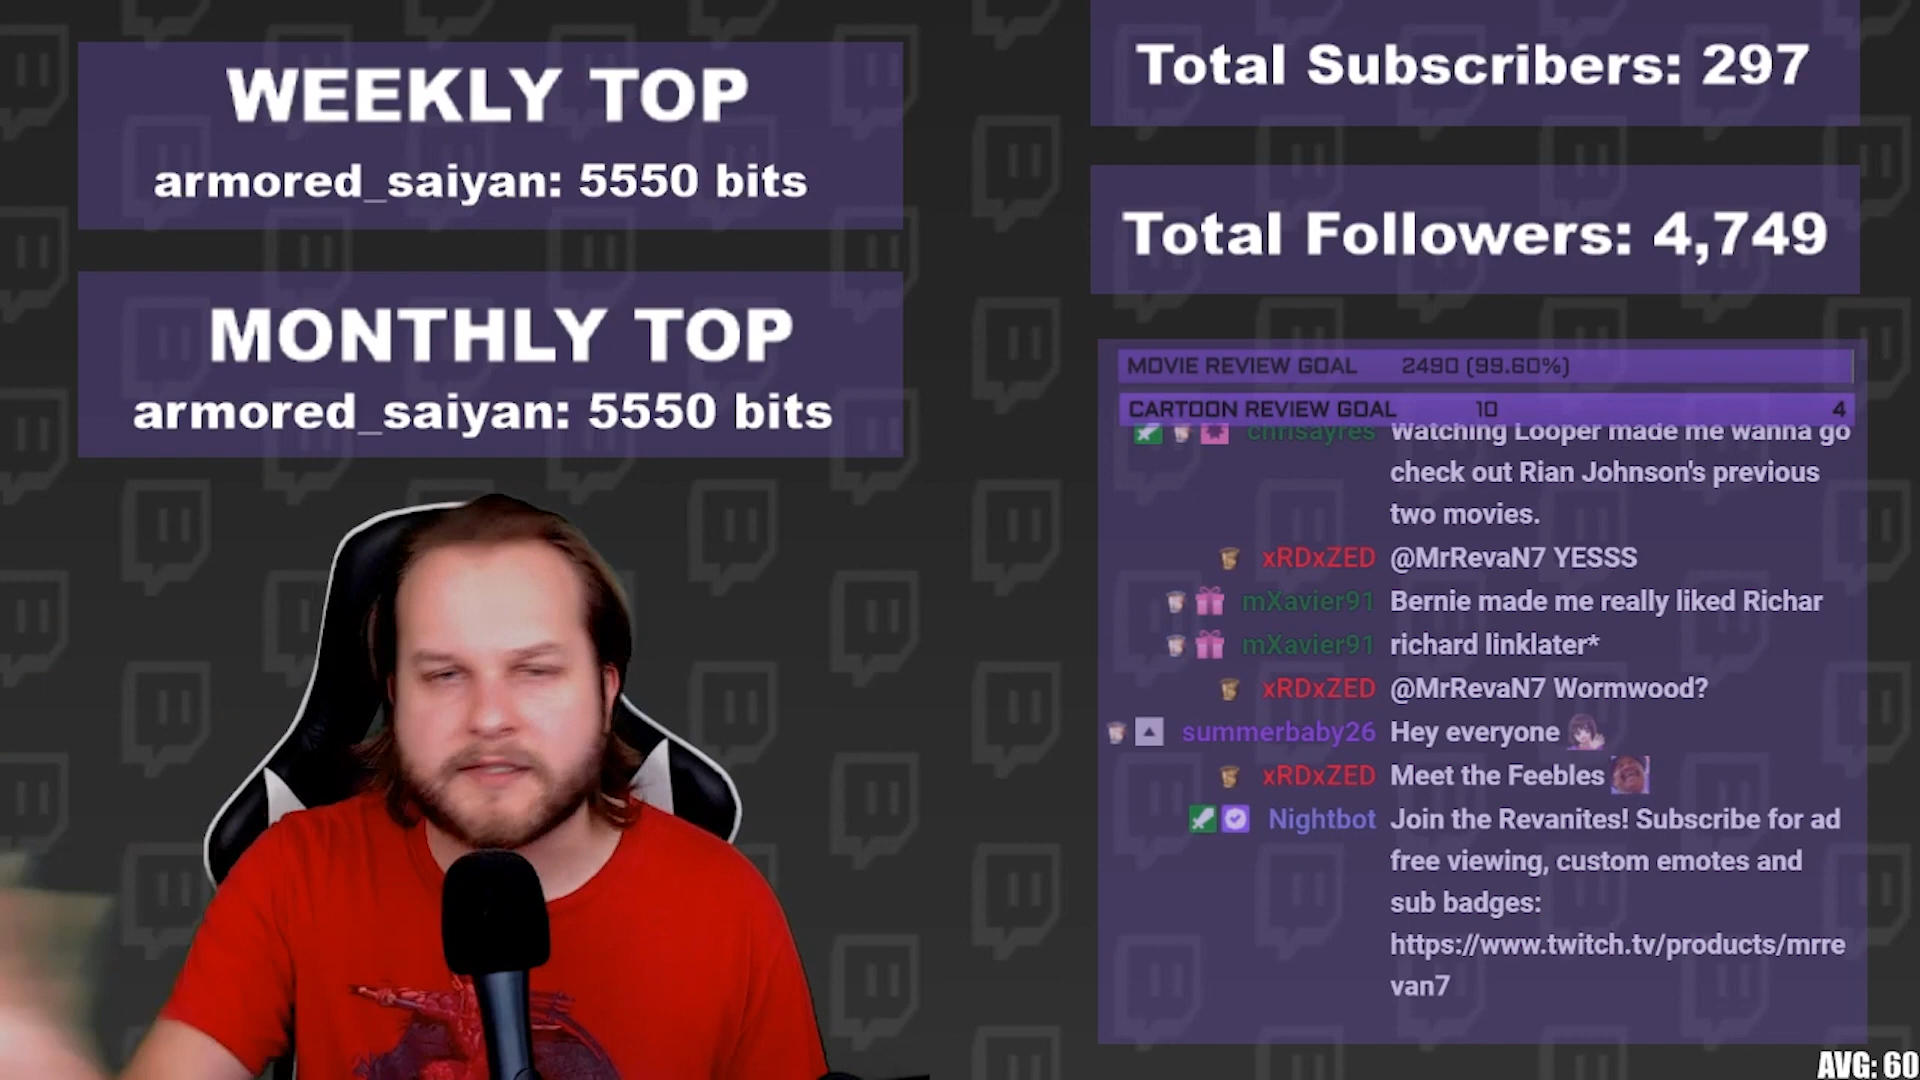 WEEKLY TOP
armored_saiyan: 5550 bits
MONTHLY TOP
armored_saiyan: 5550 bits
Total Subscribers: 297
Total Followers: 4,749
MOVIE REVIEW GOAL 2490 (99.60%)
CARTOON REVIEW GOAL 10 4
chrisayres Watching Looper made me wanna go
check out Rian Johnson's previous
two movies.
xRDxZED @MrRevaN7 YESSS
mXavier91 Bernie made me really liked Richar
mXavier91 richard linklater*
xRDxZED @MrRevaN7 Wormwood?
summerbaby26 Hey everyone
xRDxZED Meet the Feebles
Nightbot Join the Revanites! Subscribe for ad
free viewing, custom emotes and
sub badges:
https://www.twitch.tv/products/mrre
van7
AVG: 60